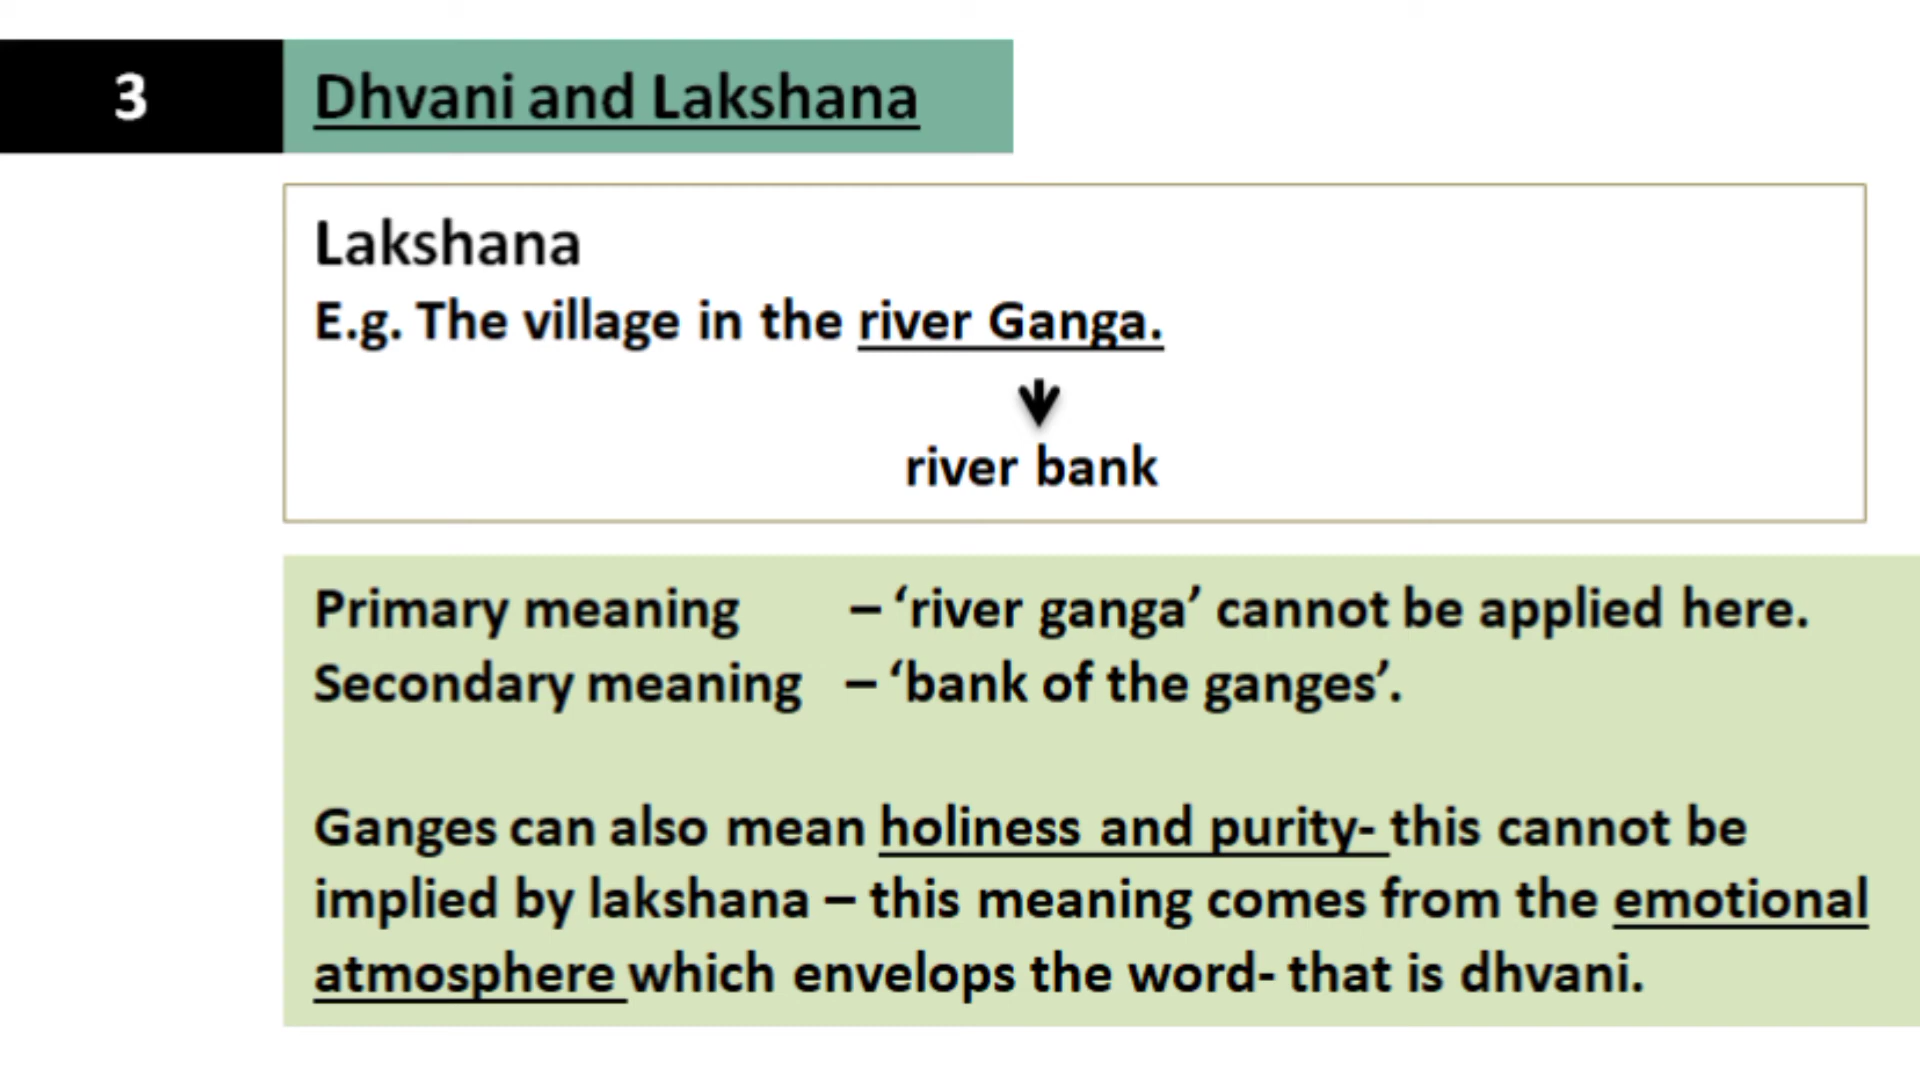 3
Dhvani and Lakshana
Lakshana
E.g. The village in the river Ganga.
river bank
Primary meaning – ‘river ganga’ cannot be applied here.
Secondary meaning – ‘bank of the ganges’.
Ganges can also mean holiness and purity- this cannot be
implied by lakshana – this meaning comes from the emotional
atmosphere which envelops the word- that is dhvani.